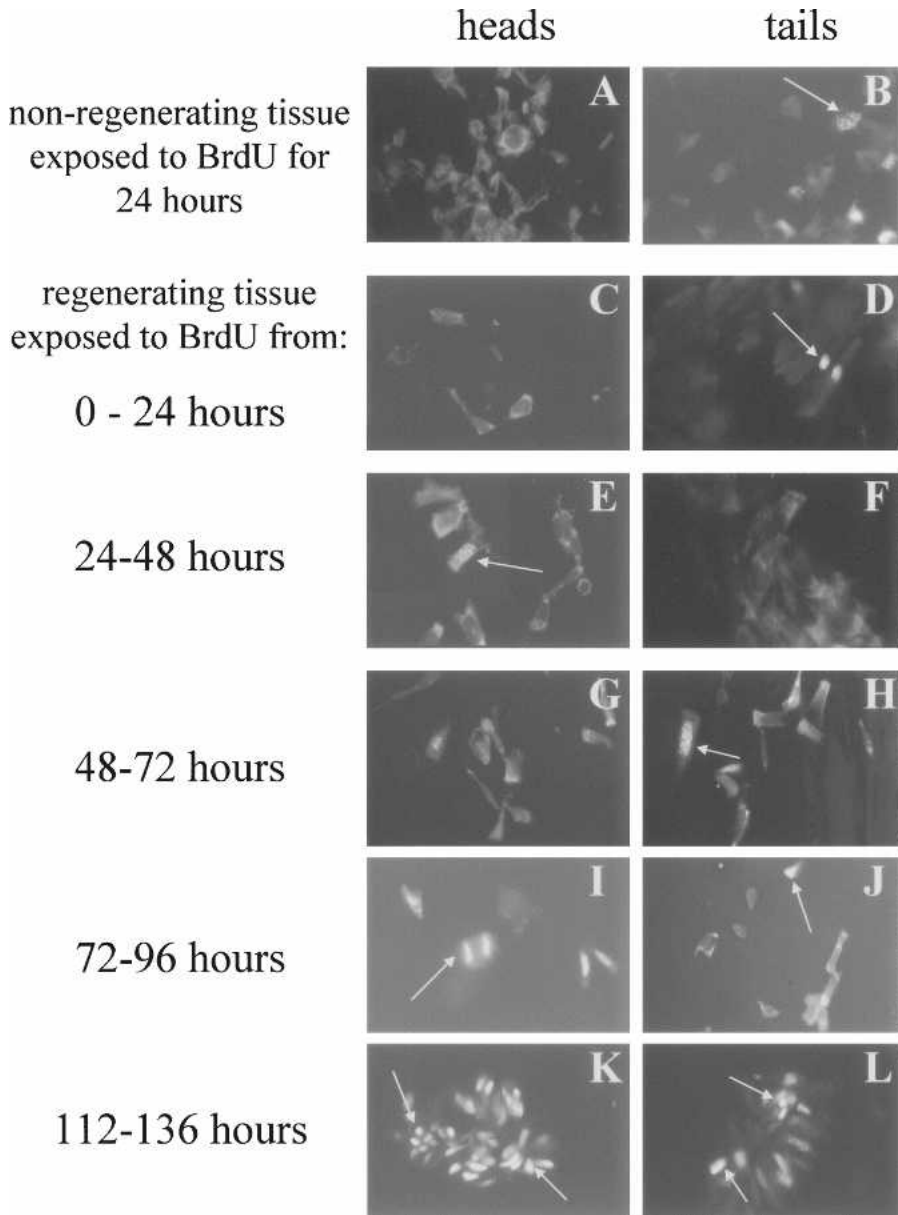 heads tails
non-regenerating tissue
exposed to BrdU for
24 hours
A B
regenerating tissue
exposed to BrdU from:
C D
0 - 24 hours
E F
24-48 hours
G H
48-72 hours
I J
72-96 hours
K L
112-136 hours